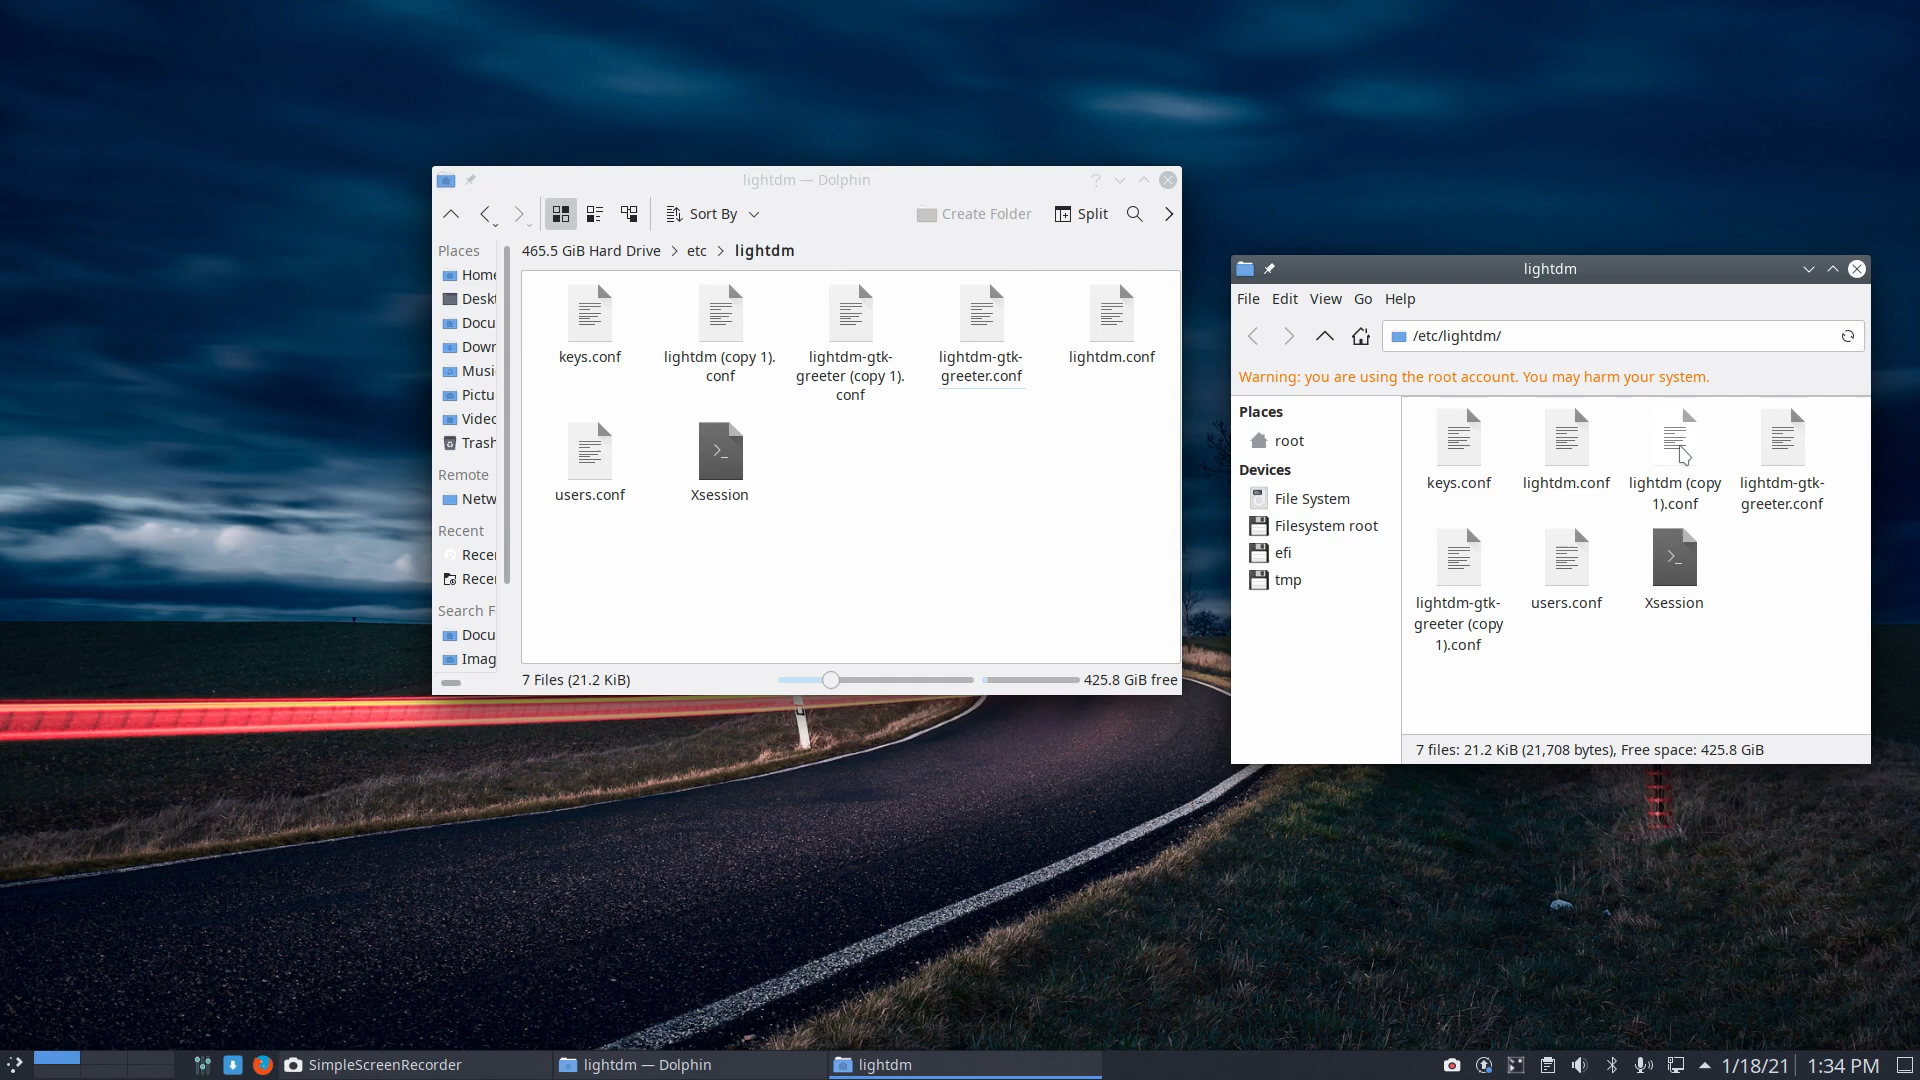 lightdm — Dolphin
Sort By
Create Folder
Split
465.5 GiB Hard Drive > etc > lightdm
Places
Home
Desk
Docu
Down
Musi
Pictu
Video
Trash
Remote
Netw
Recent
Recen
Recen
Search F
Docu
Imag
keys.conf
lightdm (copy 1).
conf
lightdm-gtk-
greeter (copy 1).
conf
lightdm-gtk-
greeter.conf
lightdm.conf
users.conf
Xsession
7 Files (21.2 KiB)
425.8 GiB free
lightdm
File Edit View Go Help
/etc/lightdm/
Warning: you are using the root account. You may harm your system.
Places
root
Devices
File System
Filesystem root
efi
tmp
keys.conf
lightdm.conf
lightdm (copy
1).conf
lightdm-gtk-
greeter.conf
lightdm-gtk-
greeter (copy
1).conf
users.conf
Xsession
7 files: 21.2 KiB (21,708 bytes), Free space: 425.8 GiB
SimpleScreenRecorder
lightdm — Dolphin
lightdm
1/18/21
1:34 PM